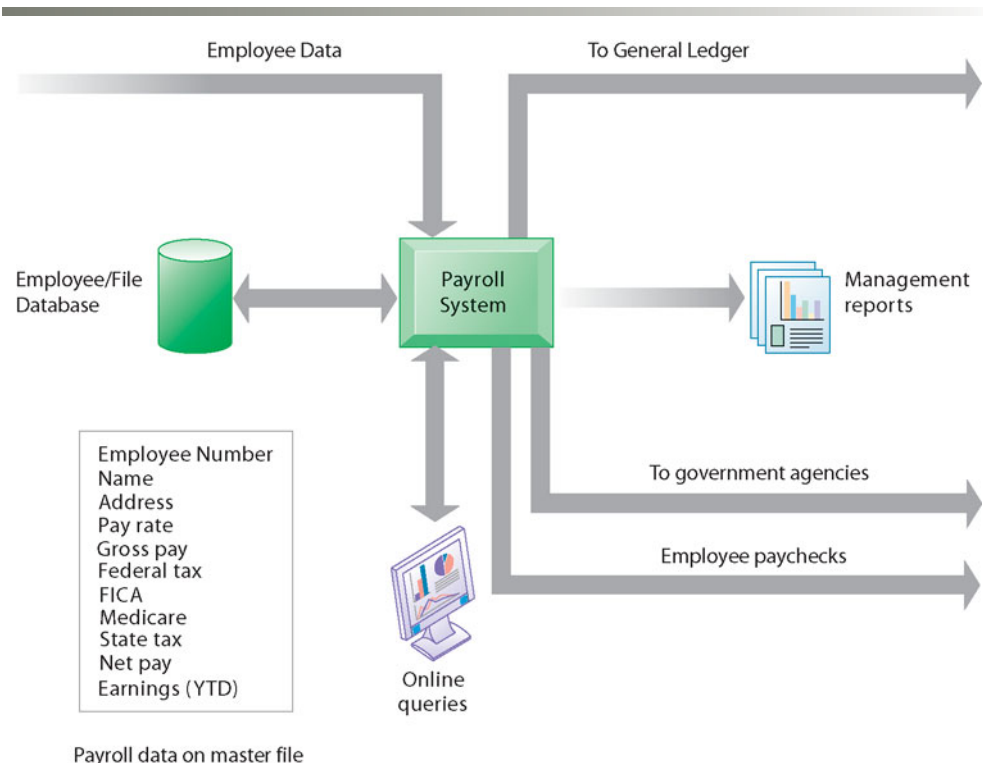 Employee Data
To General Ledger
Employee/File
Database
Payroll
System
Management
reports
To government agencies
Employee paychecks
Employee Number
Name
Address
Pay rate
Gross pay
Federal tax
FICA
Medicare
State tax
Net pay
Earnings (YTD)
Online
queries
Payroll data on master file